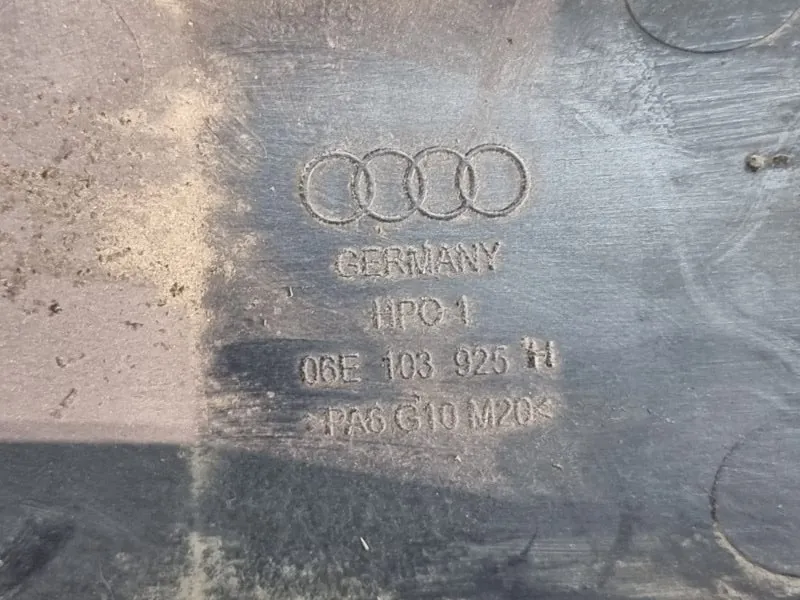 GERMANY
HPO 1
06E 103 925 H
>PA6 G10 M20<